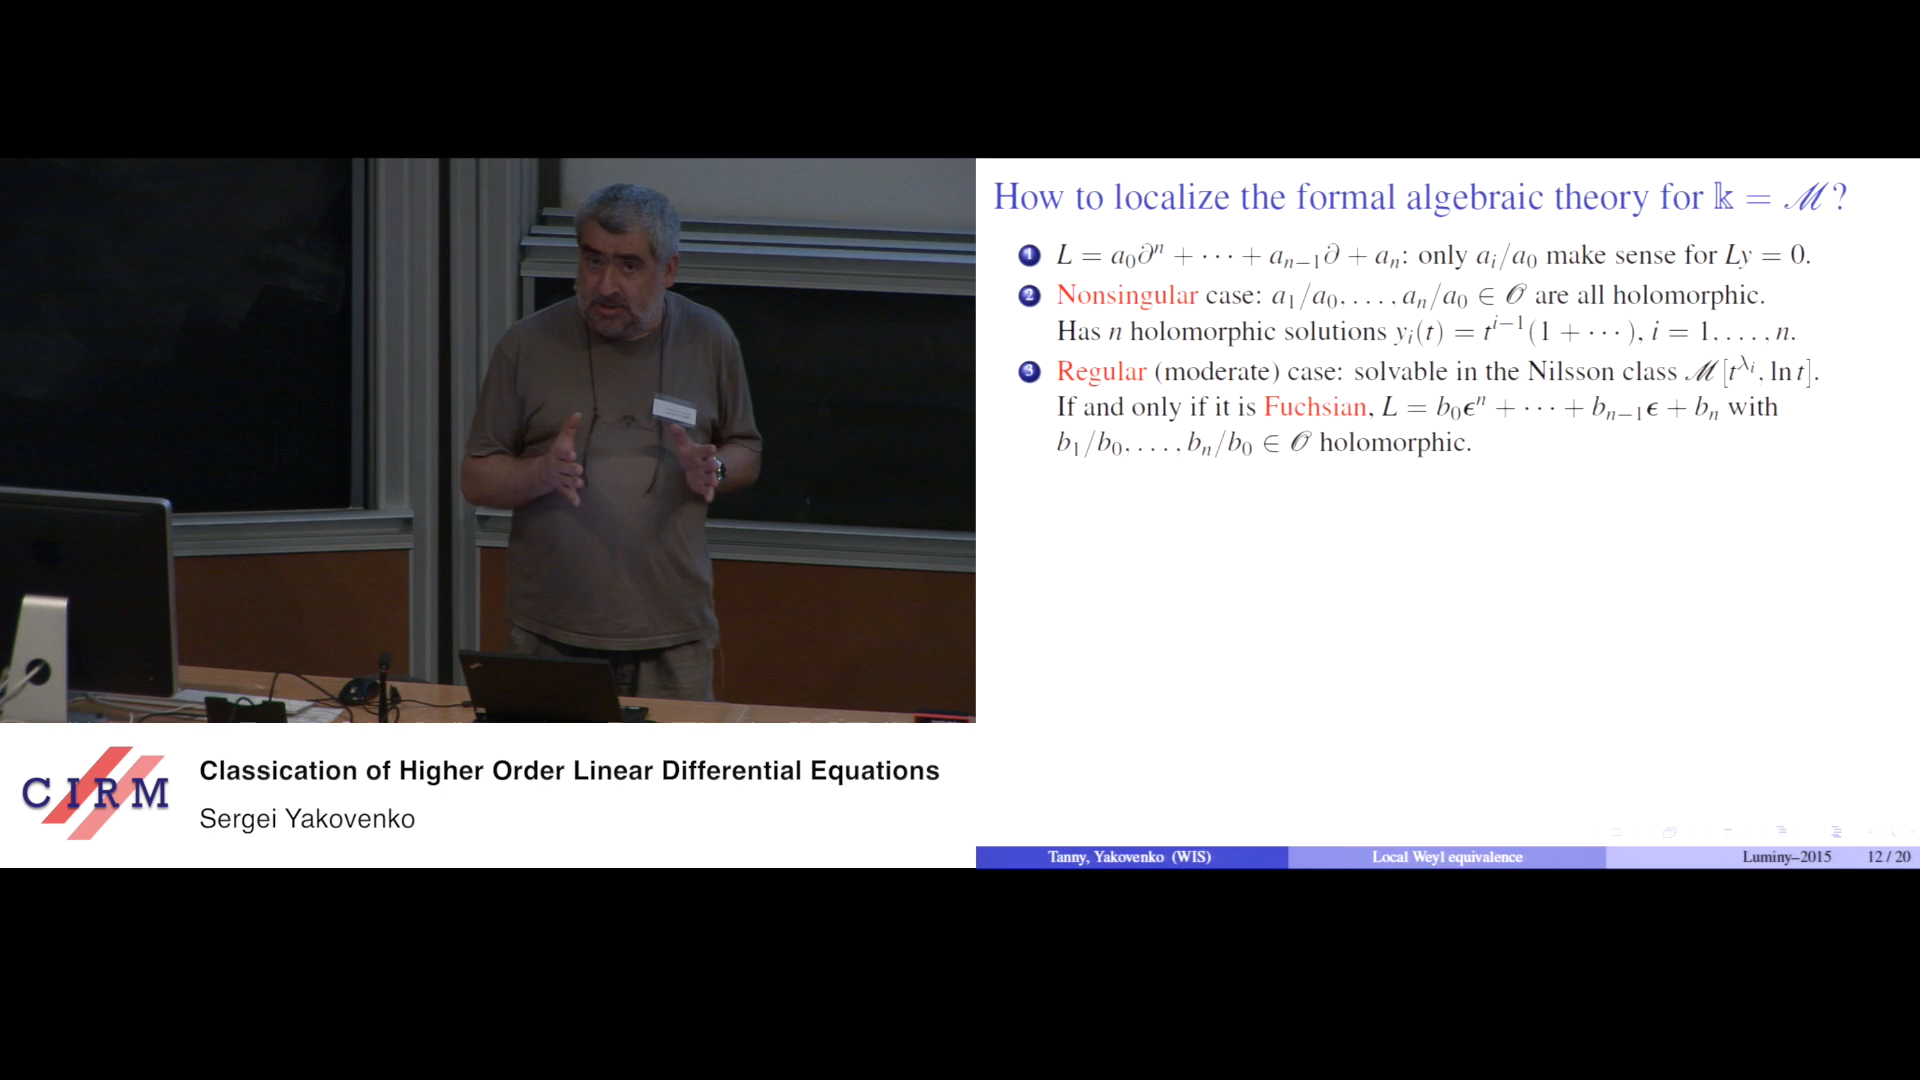 How to localize the formal algebraic theory for 𝕜 = ℳ?
1 L = a₀∂ⁿ + ··· + aₙ₋₁∂ + aₙ: only aᵢ/a₀ make sense for Ly = 0.
2 Nonsingular case: a₁/a₀, . . . , aₙ/a₀ ∈ 𝒪 are all holomorphic.
Has n holomorphic solutions yᵢ(t) = tⁱ⁻¹(1 + ···), i = 1, . . . , n.
3 Regular (moderate) case: solvable in the Nilsson class ℳ[t^{λᵢ}, ln t].
If and only if it is Fuchsian, L = b₀ϵⁿ + ··· + bₙ₋₁ϵ + bₙ with
b₁/b₀, . . . , bₙ/b₀ ∈ 𝒪 holomorphic.
CIRM
Classication of Higher Order Linear Differential Equations
Sergei Yakovenko
Tanny, Yakovenko (WIS) Local Weyl equivalence Luminy–2015 12 / 20